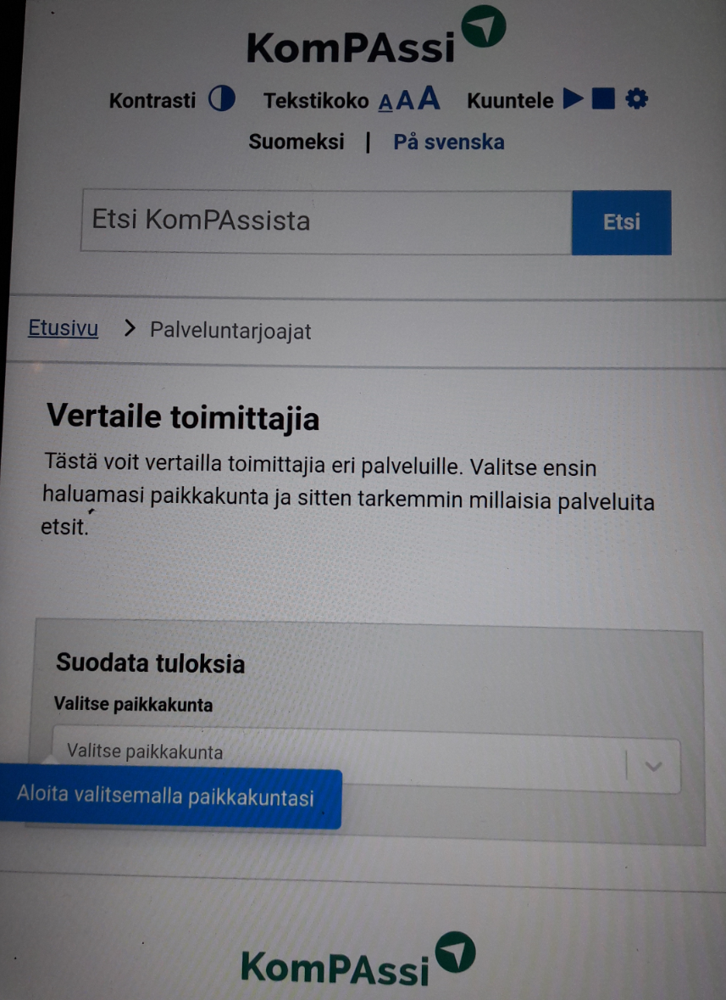 KomPAssi
Kontrasti Tekstikoko A A A Kuuntele
Suomeksi | På svenska
Etsi KomPAssista Etsi
Etusivu > Palveluntarjoajat
Vertaile toimittajia
Tästä voit vertailla toimittajia eri palveluille. Valitse ensin
haluamasi paikkakunta ja sitten tarkemmin millaisia palveluita
etsit.
Suodata tuloksia
Valitse paikkakunta
Valitse paikkakunta
Aloita valitsemalla paikkakuntasi
KomPAssi